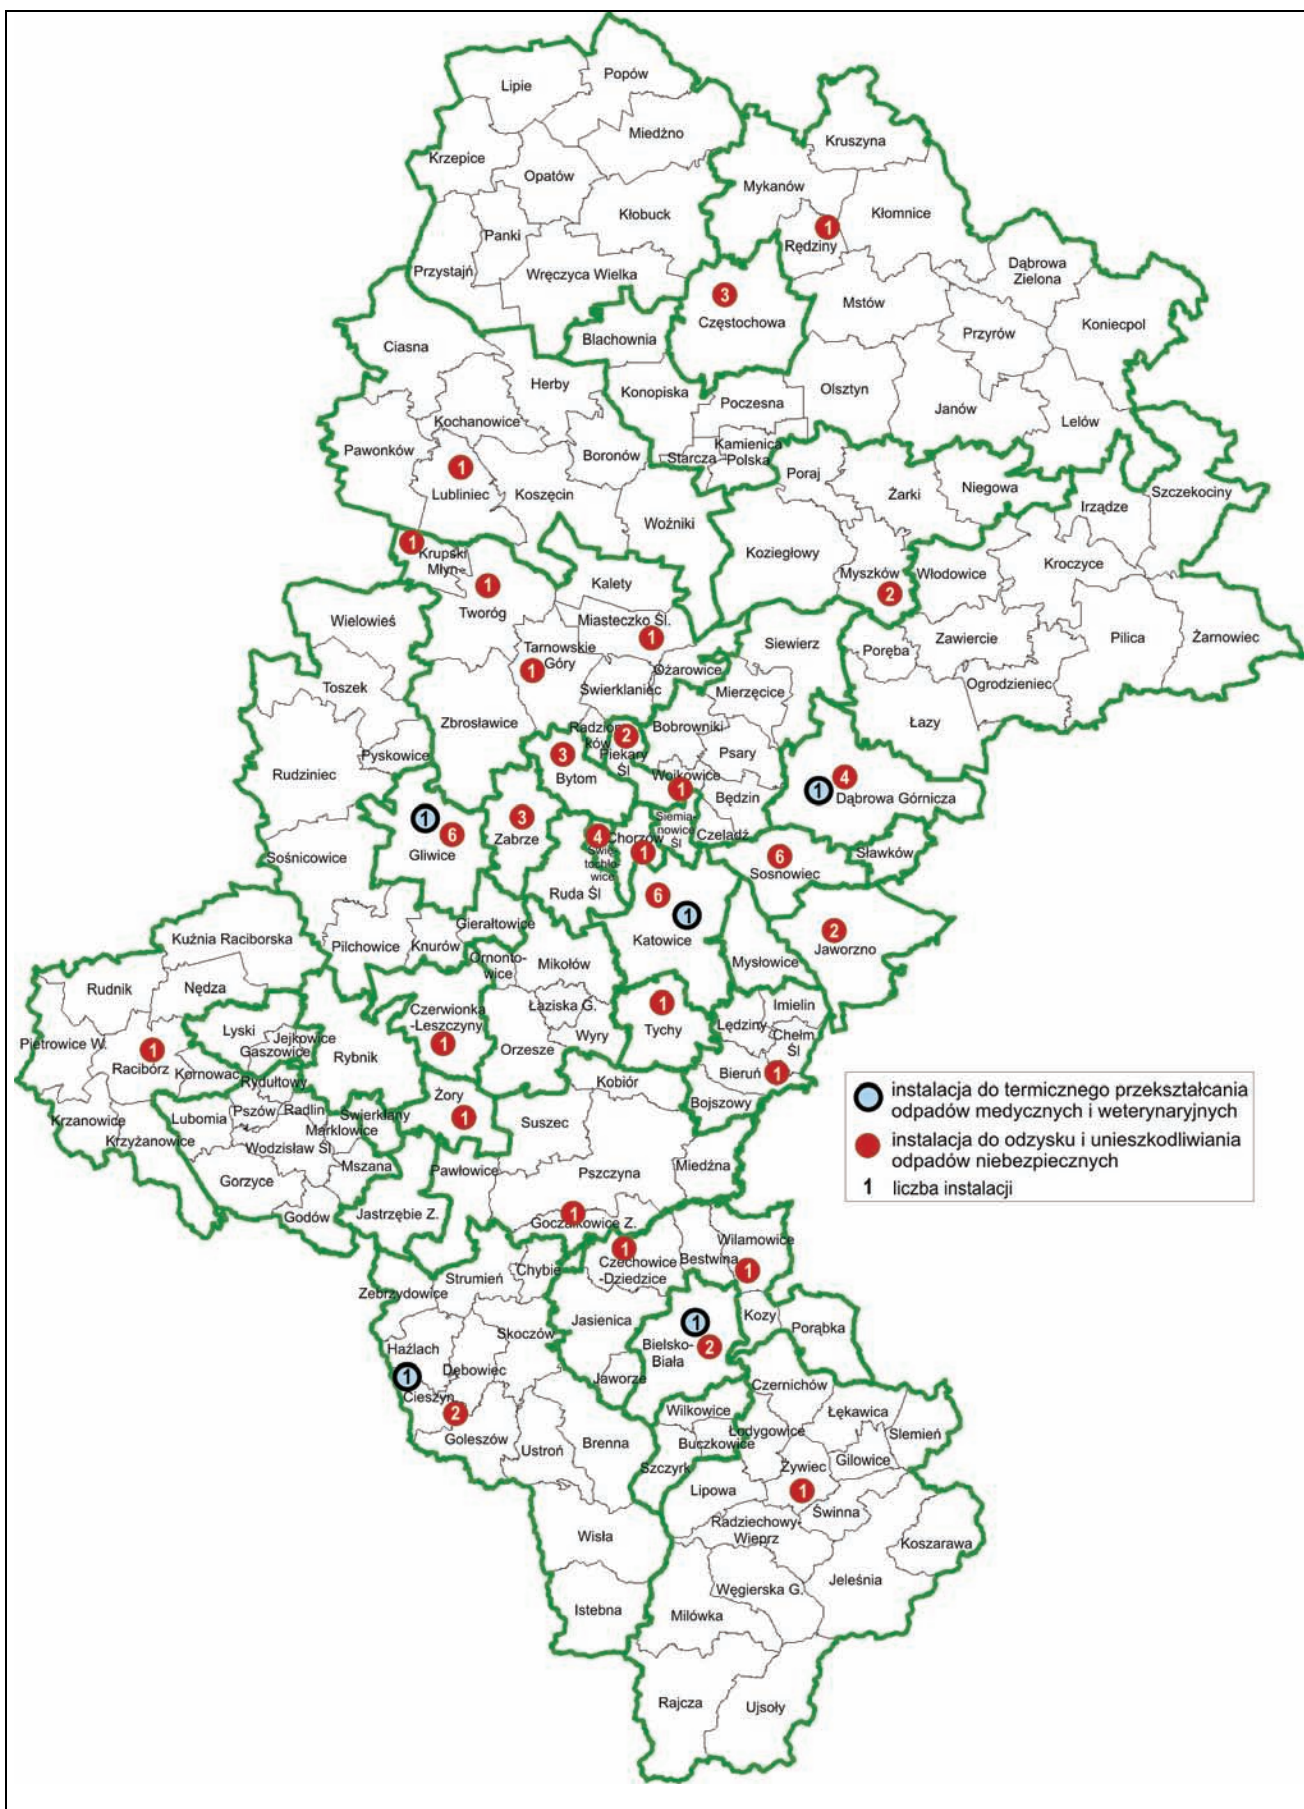 Lipie
Popów
Miedźno
Kruszyna
Krzepice
Opatów
Mykanów
Kłobuck
Kłomnice
Panki
1
Rędziny
Przystajń
Wręczyca Wielka
Dąbrowa
Zielona
3
Częstochowa
Mstów
Koniecpol
Przyrów
Blachownia
Ciasna
Herby
Konopiska
Olsztyn
Poczesna
Janów
Lelów
Kochanowice
Pawonków
Boronów
Kamienica
Polska
Starcza
1
Lubliniec
Koszęcin
Poraj
Żarki
Niegowa
Szczekociny
Irządze
Woźniki
1
Krupski
Młyn
Koziegłowy
Kroczyce
Myszków
2
Włodowice
1
Tworóg
Kalety
Wielowieś
Miasteczko Śl.
1
Siewierz
Zawiercie
Pilica
Żarnowiec
Poręba
Tarnowskie
Góry
1
Ożarowice
Ogrodzieniec
Toszek
Świerklaniec
Mierzęcice
Zbrosławice
Łazy
Radzion-
ków
2
Piekary
Śl
Bobrowniki
Pyskowice
3
Bytom
Psary
Rudziniec
Wojkowice
1
4
1
Dąbrowa Górnicza
Będzin
1
6
Gliwice
3
Zabrze
4
Świę-
tochło-
wice
Chorzów
1
Siemia-
nowice
Śl
Czeladź
Sośnicowice
6
Sosnowiec
Sławków
Ruda Śl
6
1
Katowice
Gierałtowice
2
Jaworzno
Kuźnia Raciborska
Pilchowice
Knurów
Ornonto-
wice
Mikołów
Mysłowice
Rudnik
Nędza
Czerwionka
-Leszczyny
1
Łaziska G.
1
Tychy
Imielin
Lędziny
Chełm
Śl
Lyski
Jejkowice
Gaszowice
Wyry
Pietrowice W.
1
Racibórz
Kornowac
Rybnik
Orzesze
Bieruń
1
Rydułtowy
Kobiór
Bojszowy
Żory
1
Krzanowice
Lubomia
Pszów
Radlin
Świerklany
Marklowice
Suszec
Krzyżanowice
Wodzisław Śl
Mszana
Pawłowice
Pszczyna
Miedźna
Gorzyce
Godów
Jastrzębie Z.
1
Goczałkowice Z.
instalacja do termicznego przekształcania
odpadów medycznych i weterynaryjnych
instalacja do odzysku i unieszkodliwiania
odpadów niebezpiecznych
1 liczba instalacji
1
Czechowice
-Dziedzice
Bestwina
Wilamowice
1
Chybie
Strumień
Zebrzydowice
Jasienica
Skoczów
1
Bielsko-
Biała
2
Kozy
Porąbka
Hażlach
1
Dębowiec
Jaworze
Cieszyn
2
Czernichów
Wilkowice
Łękawica
Ślemień
Goleszów
Ustroń
Brenna
Buczkowice
Łodygowice
Szczyrk
Żywiec
1
Gilowice
Lipowa
Świnna
Radziechowy-
Wieprz
Wisła
Koszarawa
Węgierska G.
Jeleśnia
Istebna
Milówka
Rajcza
Ujsoły